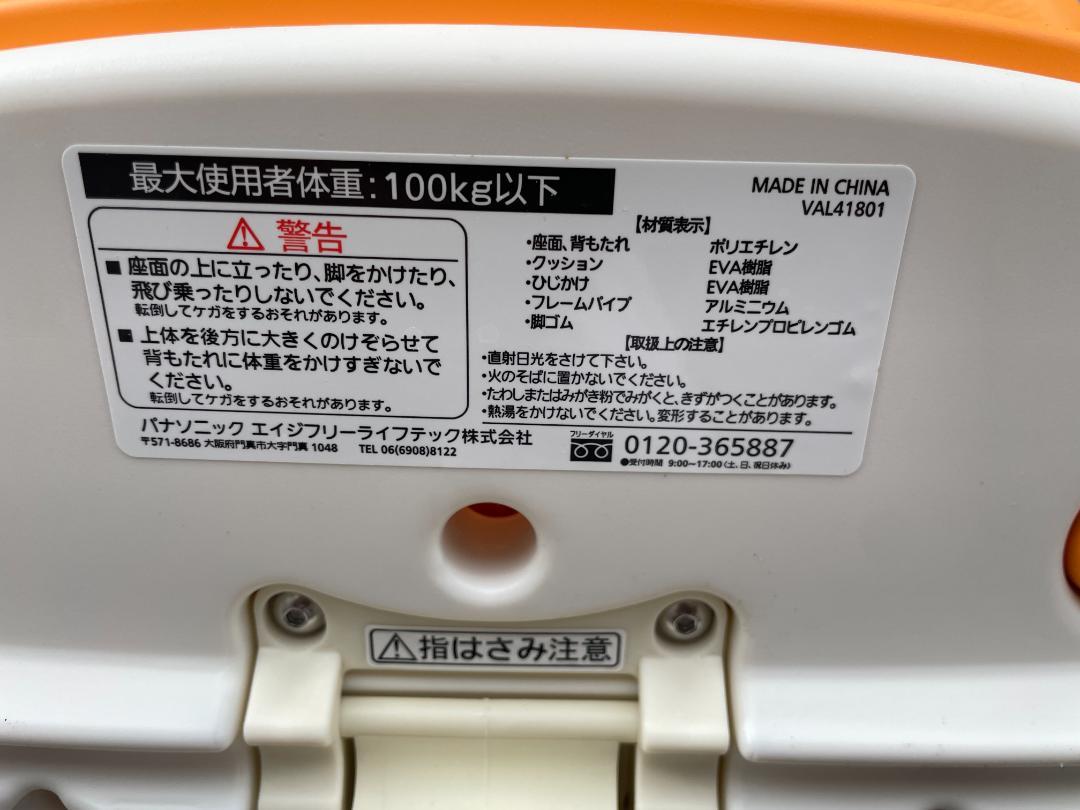 最大使用者体重:100kg以下
MADE IN CHINA
VAL41801
警告
■座面の上に立ったり、脚をかけたり、
飛び乗ったりしないでください。
転倒してケガをするおそれがあります。
■上体を後方に大きくのけぞらせて
背もたれに体重をかけすぎないで
ください。
転倒してケガをするおそれがあります。
【材質表示】
・座面、背もたれ ポリエチレン
・クッション EVA樹脂
・ひじかけ EVA樹脂
・フレームパイプ アルミニウム
・脚ゴム エチレンプロピレンゴム
【取扱上の注意】
・直射日光をさけて下さい。
・火のそばに置かないでください。
・たわしまたはみがき粉でみがくと、きずがつくことがあります。
・熱湯をかけないでください。変形することがあります。
パナソニック エイジフリーライフテック株式会社
〒571-8686 大阪府門真市大字門真 1048 TEL 06(6908)8122
フリーダイヤル 0120-365887
●受付時間 9:00~17:00(土、日、祝日休み)
指はさみ注意